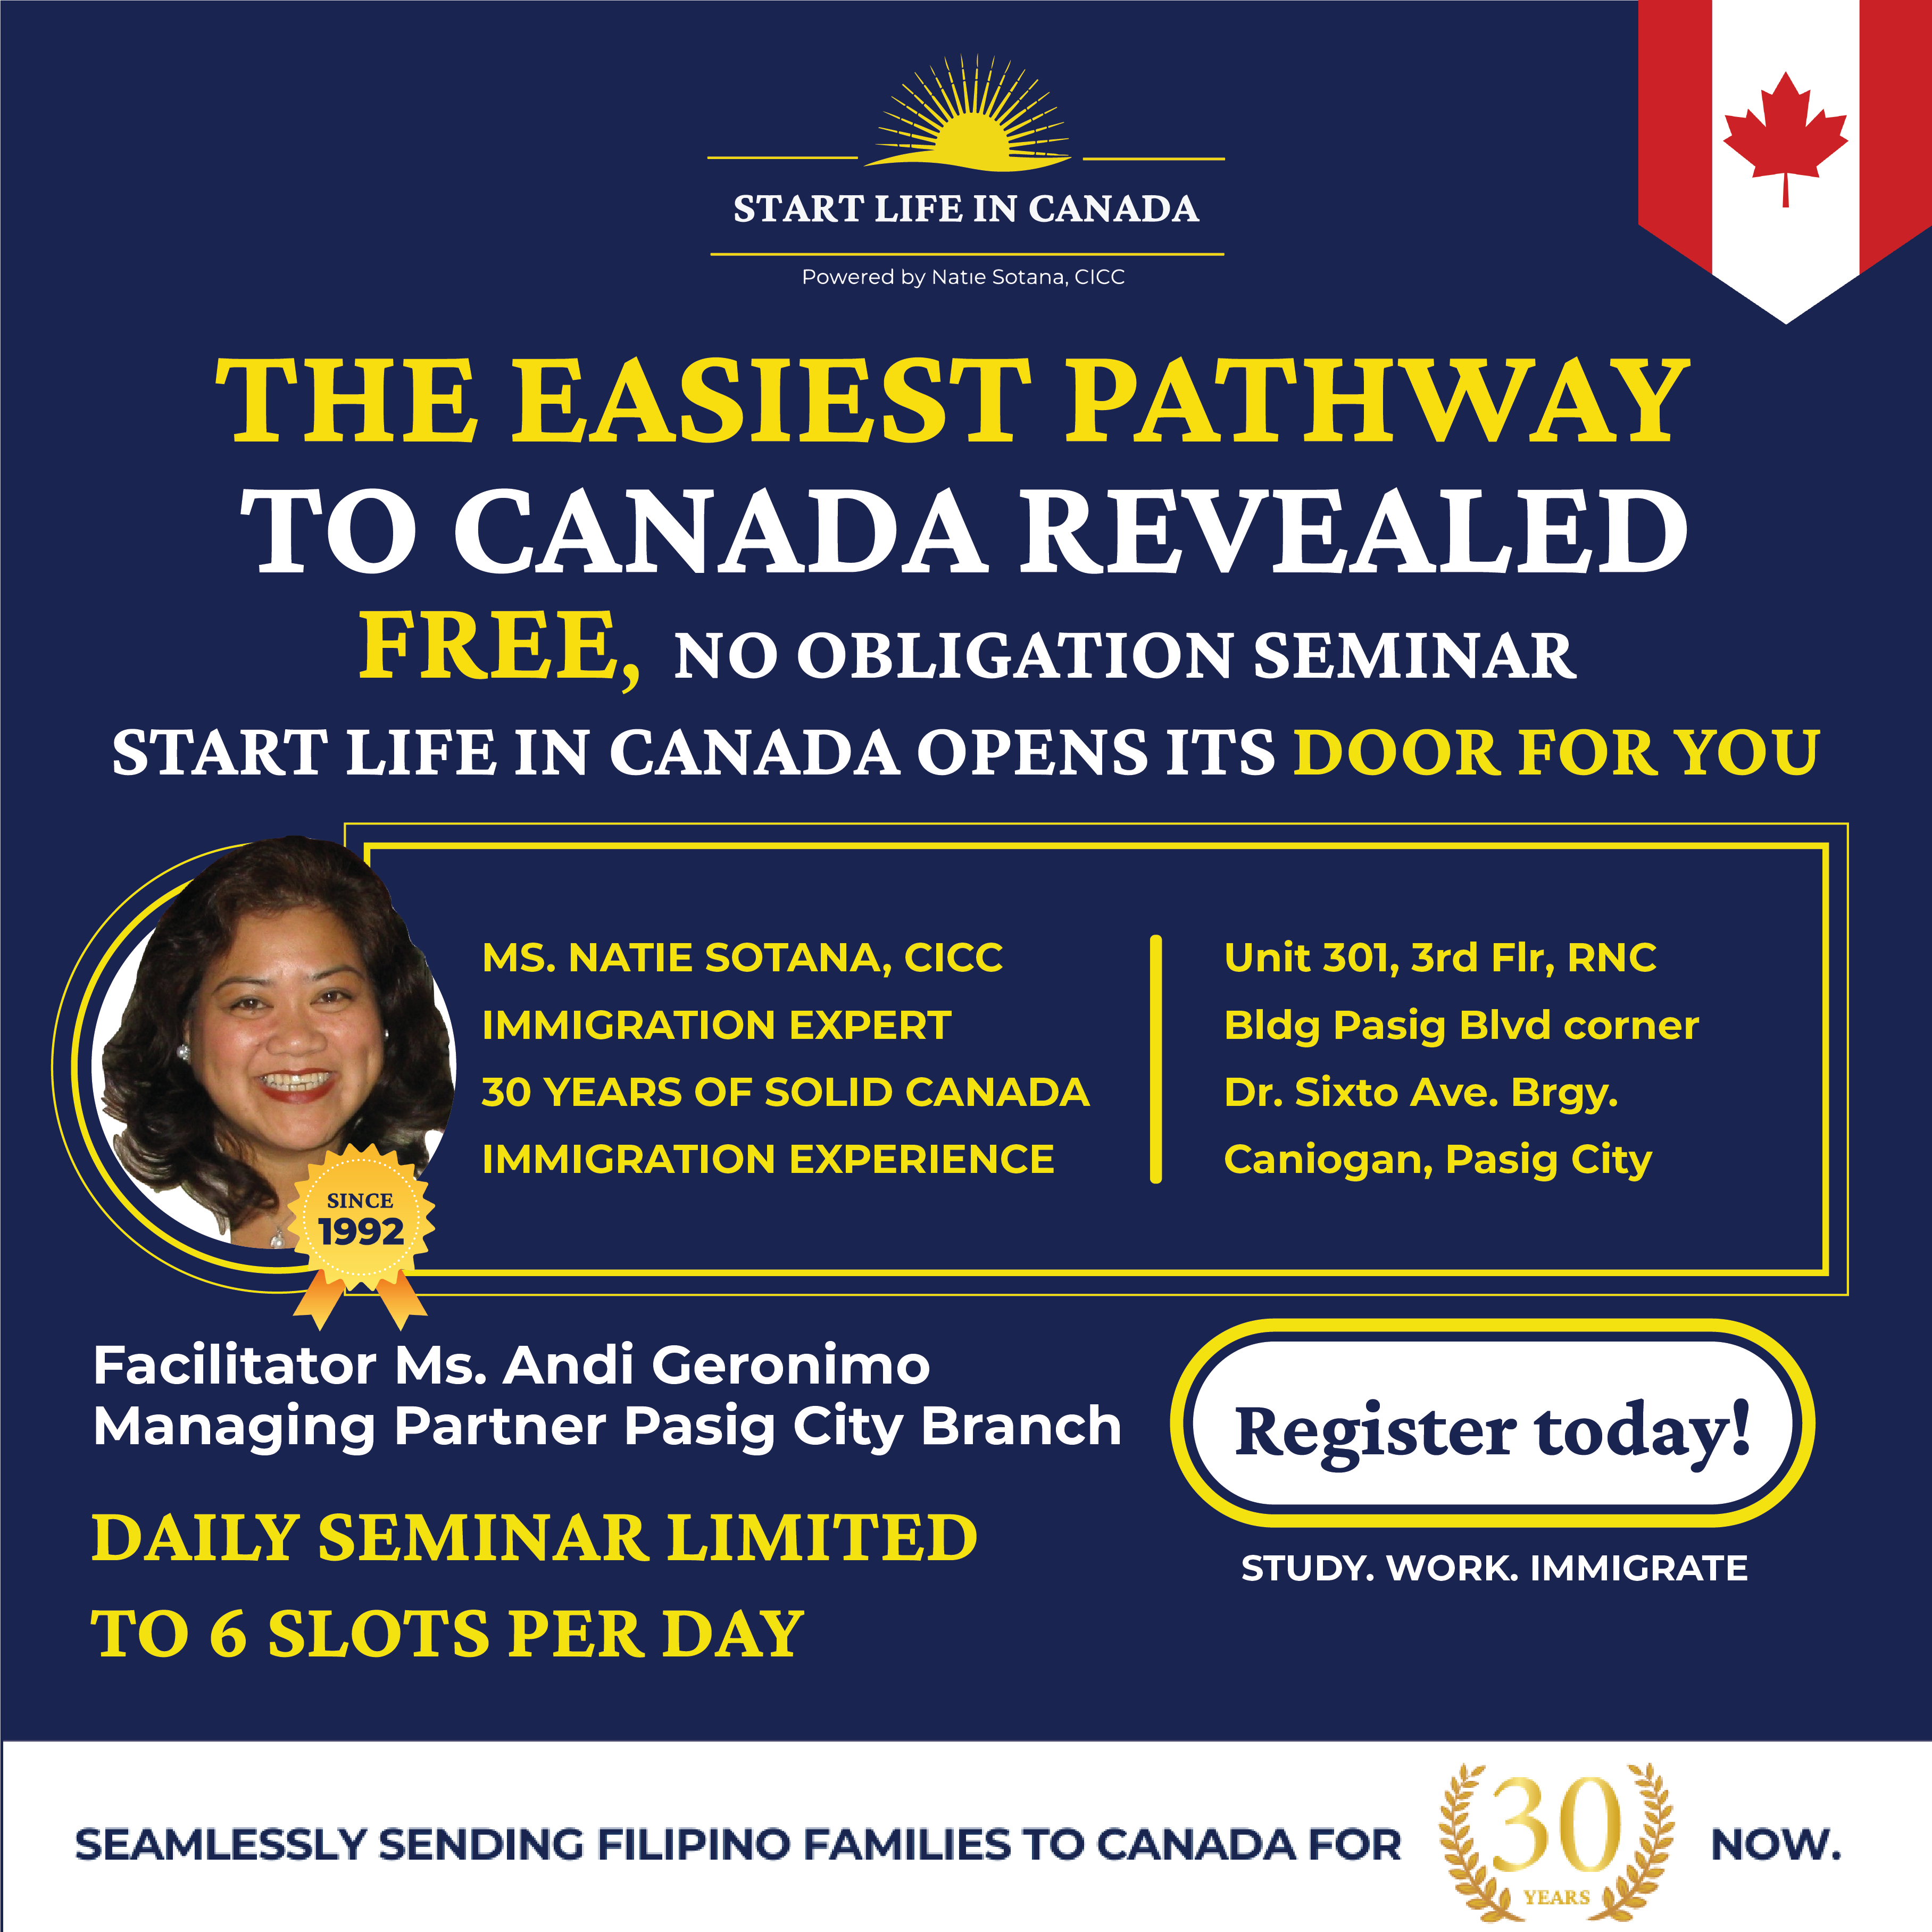 START LIFE IN CANADA
Powered by Natie Sotana, CICC
THE EASIEST PATHWAY
TO CANADA REVEALED
FREE, NO OBLIGATION SEMINAR
START LIFE IN CANADA OPENS ITS DOOR FOR YOU
MS. NATIE SOTANA, CICC
IMMIGRATION EXPERT
30 YEARS OF SOLID CANADA
IMMIGRATION EXPERIENCE
Unit 301, 3rd Flr, RNC
Bldg Pasig Blvd corner
Dr. Sixto Ave. Brgy.
Caniogan, Pasig City
SINCE
1992
Facilitator Ms. Andi Geronimo
Managing Partner Pasig City Branch
DAILY SEMINAR LIMITED
TO 6 SLOTS PER DAY
Register today!
STUDY. WORK. IMMIGRATE
SEAMLESSLY SENDING FILIPINO FAMILIES TO CANADA FOR 30 YEARS NOW.